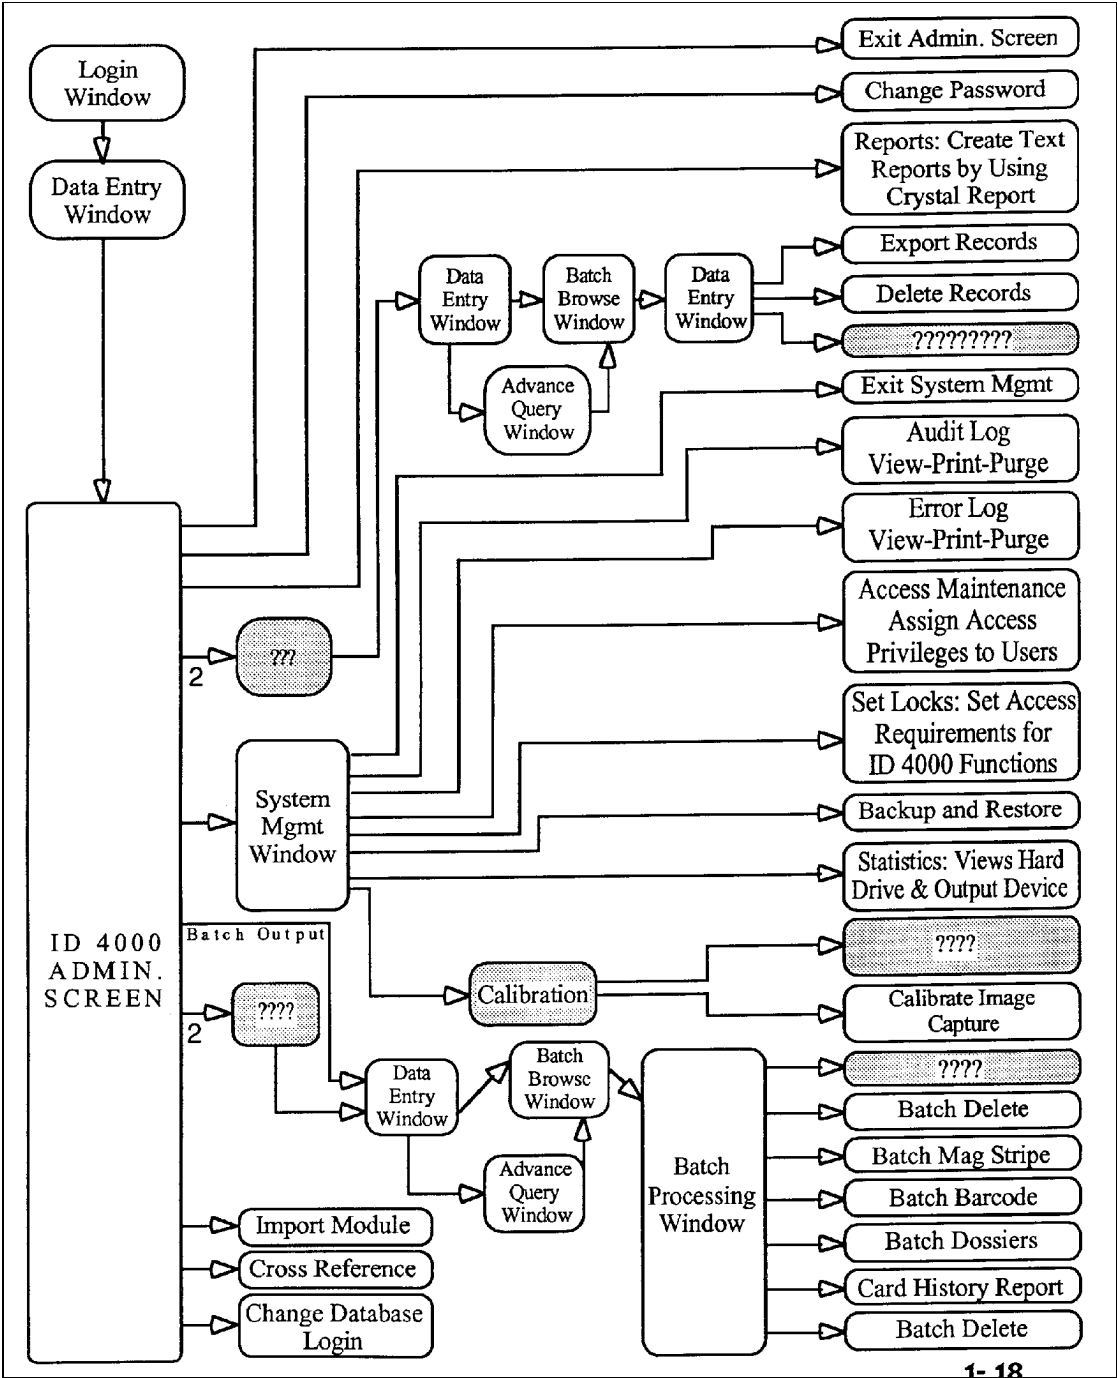 Login
Window
Data Entry
Window
ID 4000
ADMIN.
SCREEN
Exit Admin. Screen
Change Password
Reports: Create Text
Reports by Using
Crystal Report
2
???
Data
Entry
Window
Batch
Browse
Window
Data
Entry
Window
Advance
Query
Window
Export Records
Delete Records
?????????
System
Mgmt
Window
Exit System Mgmt
Audit Log
View-Print-Purge
Error Log
View-Print-Purge
Access Maintenance
Assign Access
Privileges to Users
Set Locks: Set Access
Requirements for
ID 4000 Functions
Backup and Restore
Statistics: Views Hard
Drive & Output Device
Calibration
????
Calibrate Image
Capture
Batch Output
2
????
Data
Entry
Window
Batch
Browse
Window
Advance
Query
Window
Batch
Processing
Window
????
Batch Delete
Batch Mag Stripe
Batch Barcode
Batch Dossiers
Card History Report
Batch Delete
Import Module
Cross Reference
Change Database
Login
1- 18